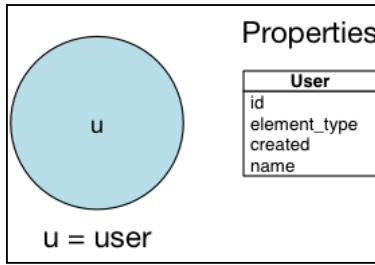 Properties
u
User
id
element_type
created
name
u = user